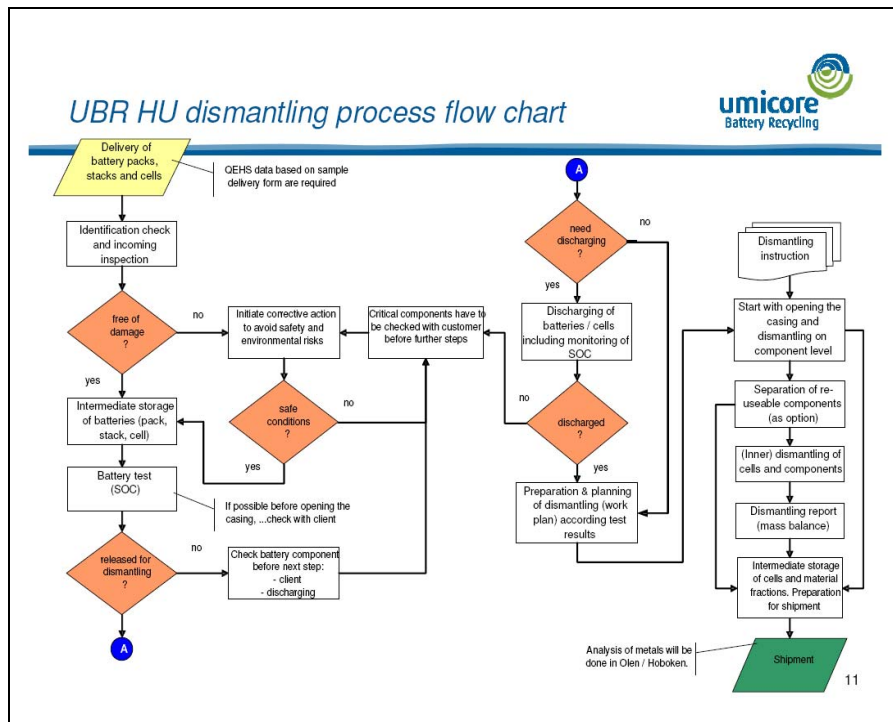 UBR HU dismantling process flow chart
umicore
Battery Recycling
Delivery of
battery packs,
stacks and cells
QEHS data based on sample
delivery form are required
Identification check
and incoming
inspection
free of
damage
?
no
yes
Initiate corrective action
to avoid safety and
environmental risks
Critical components have to
be checked with customer
before further steps
safe
conditions
?
no
yes
Intermediate storage
of batteries (pack,
stack, cell)
Battery test
(SOC)
If possible before opening the
casing, ...check with client
released for
dismantling
?
no
Check battery component
before next step:
- client
- discharging
A
A
need
discharging
?
no
yes
Discharging of
batteries / cells
including monitoring of
SOC
discharged
?
no
yes
Preparation & planning
of dismantling (work
plan) according test
results
Dismantling
instruction
Start with opening the
casing and
dismantling on
component level
Separation of re-
useable components
(as option)
(Inner) dismantling of
cells and components
Dismantling report
(mass balance)
Intermediate storage
of cells and material
fractions. Preparation
for shipment
Analysis of metals will be
done in Olen / Hoboken.
Shipment
11